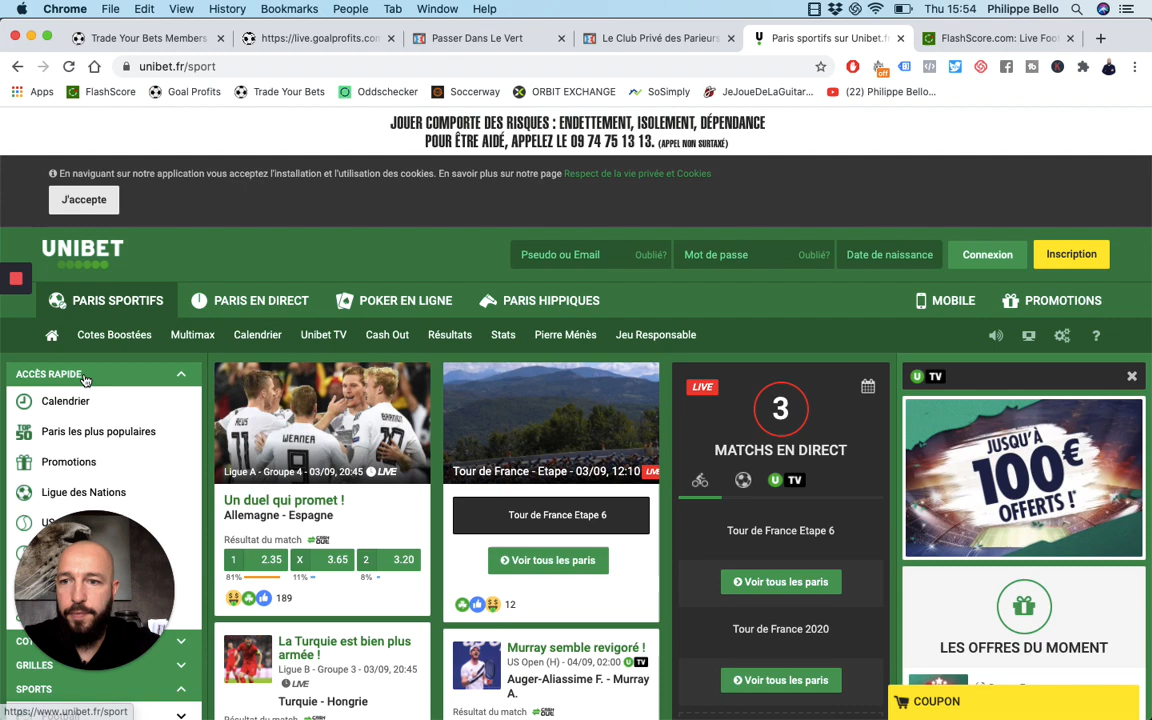 Chrome File Edit View History Bookmarks People Tab Window Help Thu 15:54 Philippe Bello
Trade Your Bets Members
https://live.goalprofits.com
Passer Dans Le Vert
Le Club Privé des Parieurs
Paris sportifs sur Unibet.f
FlashScore.com: Live Foo
unibet.fr/sport
off
Apps FlashScore Goal Profits Trade Your Bets Oddschecker Soccerway ORBIT EXCHANGE SoSimply JeJoueDeLaGuitar... (22) Philippe Bello...
JOUER COMPORTE DES RISQUES : ENDETTEMENT, ISOLEMENT, DÉPENDANCE
POUR ÊTRE AIDÉ, APPELEZ LE 09 74 75 13 13. (APPEL NON SURTAXÉ)
En naviguant sur notre application vous acceptez l'installation et l'utilisation des cookies. En savoir plus sur notre page Respect de la vie privée et Cookies
J'accepte
UNIBET
Pseudo ou Email Oublié? Mot de passe Oublié? Date de naissance Connexion Inscription
PARIS SPORTIFS PARIS EN DIRECT POKER EN LIGNE PARIS HIPPIQUES MOBILE PROMOTIONS
Cotes Boostées Multimax Calendrier Unibet TV Cash Out Résultats Stats Pierre Ménès Jeu Responsable ?
ACCÈS RAPIDE
Calendrier
TOP 50 Paris les plus populaires
Promotions
Ligue des Nations
US
COT
GRILLES
SPORTS
Football
https://www.unibet.fr/sport
REUS
11
WERNER
BRANDT
Ligue A - Groupe 4 - 03/09, 20:45 LIVE
Un duel qui promet !
Allemagne - Espagne
Résultat du match
1 2.35 X 3.65 2 3.20
81% 11% 8%
189
La Turquie est bien plus
armée !
Ligue B - Groupe 3 - 03/09, 20:45
LIVE
Turquie - Hongrie
Résultat du match
Tour de France - Etape - 03/09, 12:10 LIVE
Tour de France Etape 6
Voir tous les paris
12
Murray semble revigoré !
US Open (H) - 04/09, 02:00 U TV
Auger-Aliassime F. - Murray
A.
Résultat du match
LIVE
3
MATCHS EN DIRECT
U TV
Tour de France Etape 6
Voir tous les paris
Tour de France 2020
Voir tous les paris
U TV
JUSQU'À
100€
OFFERTS !*
LES OFFRES DU MOMENT
COUPON